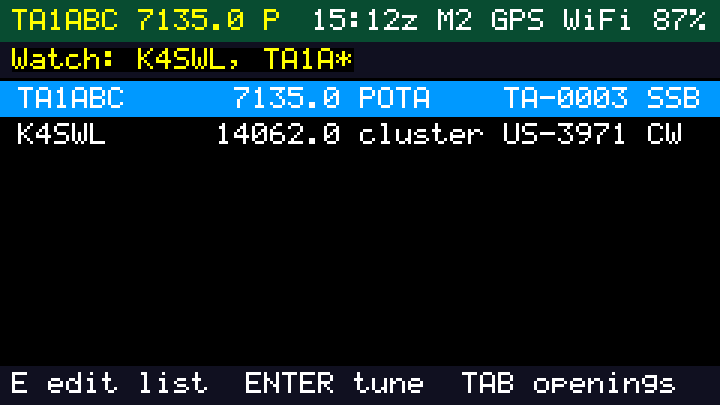 TA1ABC 7135.0 P 15:12z M2 GPS WiFi 87%
Watch: K4SWL, TA1A*
TA1ABC 7135.0 POTA TA-0003 SSB
K4SWL 14062.0 cluster US-3971 CW
E edit list ENTER tune TAB openings